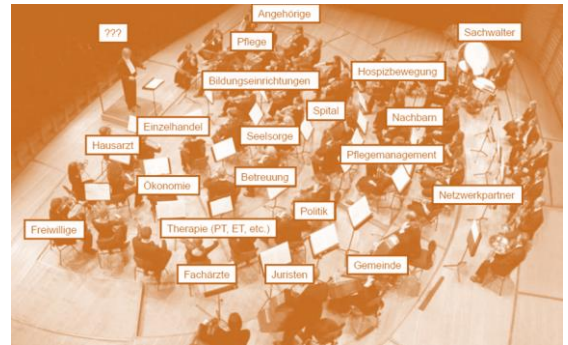 Angehörige
???
Sachwalter
Pflege
Bildungseinrichtungen
Hospizbewegung
Spital
Einzelhandel
Nachbarn
Hausarzt
Seelsorge
Pflegemanagement
Ökonomie
Betreuung
Netzwerkpartner
Politik
Freiwillige
Therapie (PT, ET, etc.)
Gemeinde
Fachärzte
Juristen